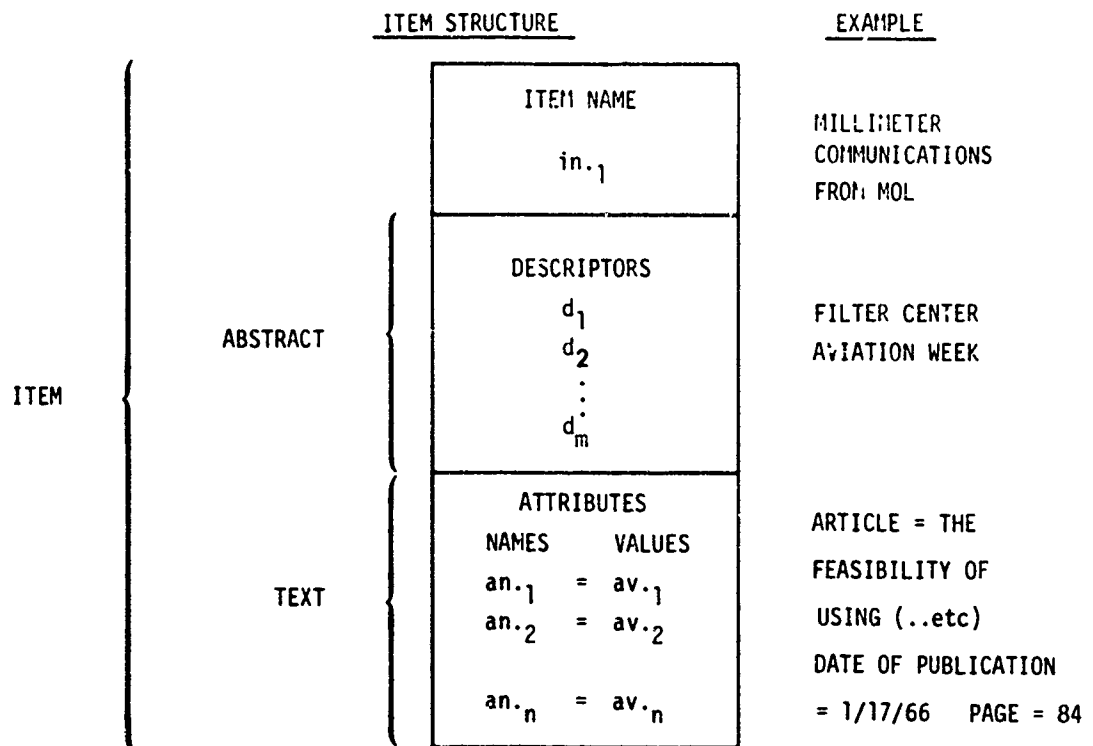 ITEM STRUCTURE EXAMPLE
ITEM NAME
in.1
MILLIMETER
COMMUNICATIONS
FROM MOL
DESCRIPTORS
d1
d2
.
.
.
dm
ABSTRACT
FILTER CENTER
AVIATION WEEK
ITEM
ATTRIBUTES
NAMES VALUES
an.1 = av.1
an.2 = av.2
an.n = av.n
TEXT
ARTICLE = THE
FEASIBILITY OF
USING (..etc)
DATE OF PUBLICATION
= 1/17/66 PAGE = 84